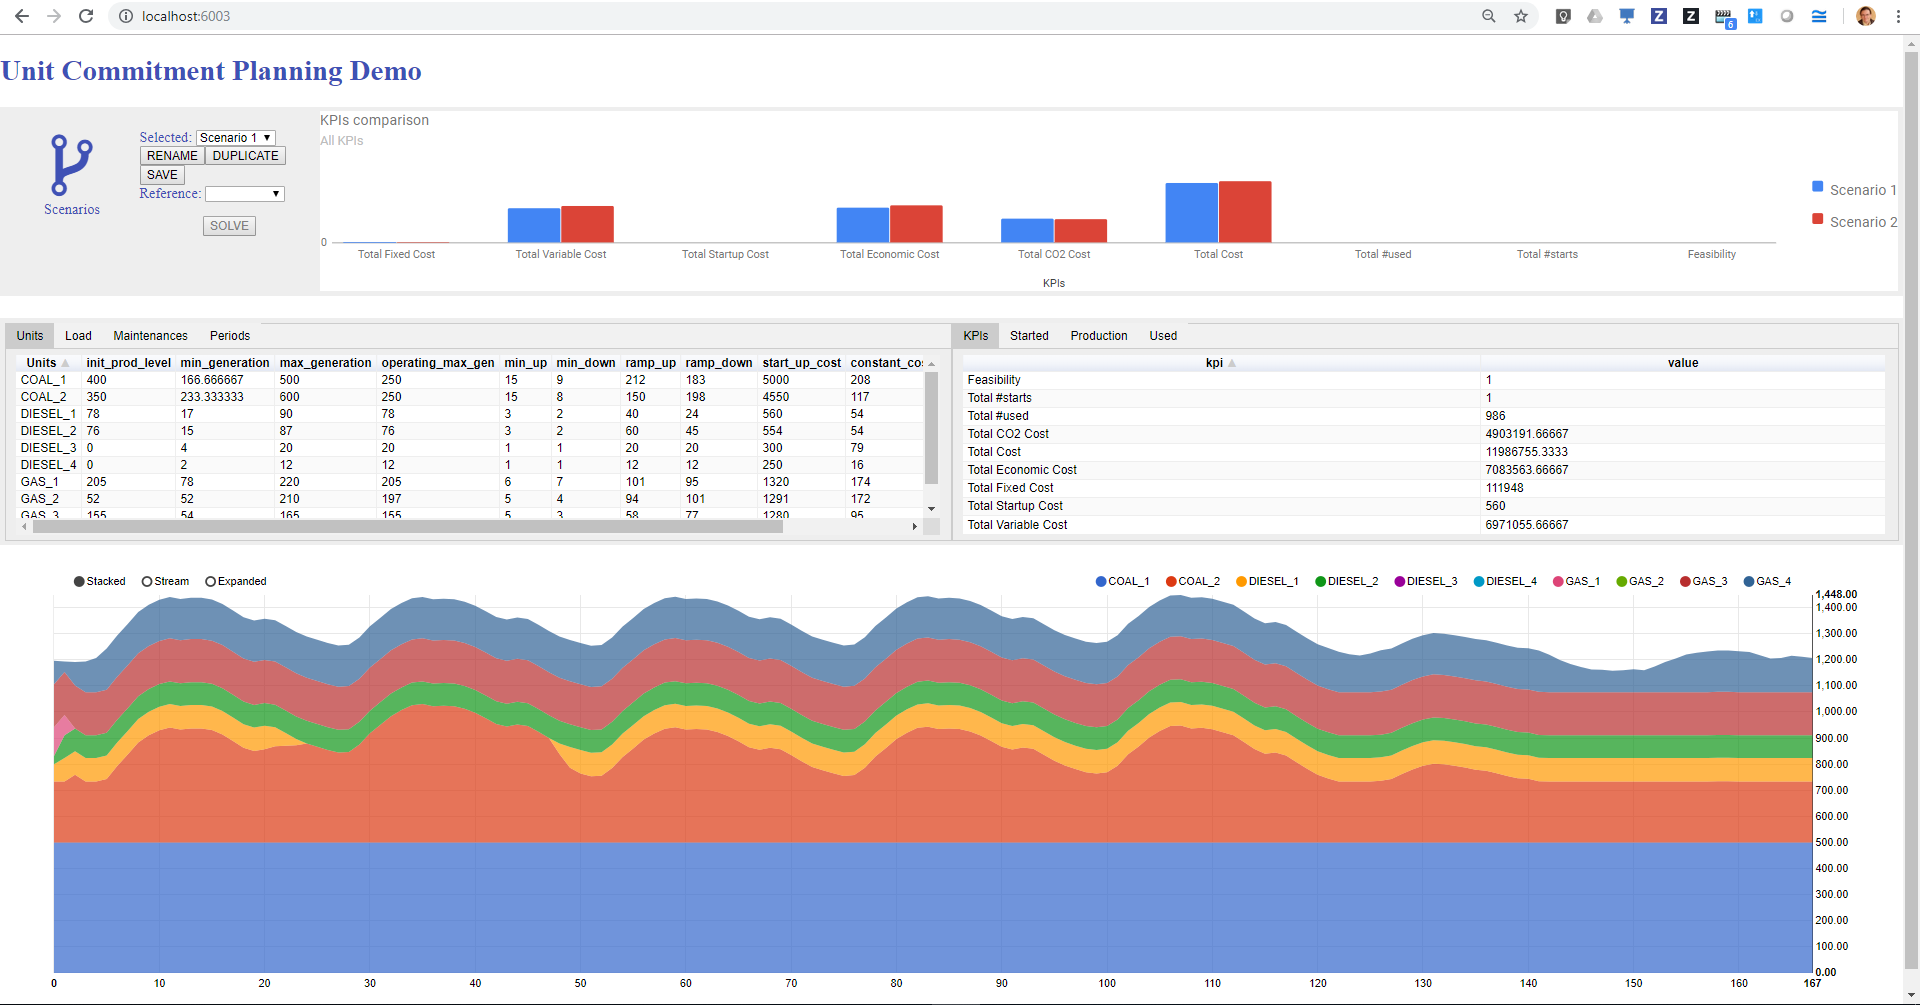 localhost:6003
6
Unit Commitment Planning Demo
Scenarios
Selected: Scenario 1
RENAME DUPLICATE
SAVE
Reference:
SOLVE
KPIs comparison
All KPIs
0
Total Fixed Cost Total Variable Cost Total Startup Cost Total Economic Cost Total CO2 Cost Total Cost Total #used Total #starts Feasibility
KPIs
Scenario 1
Scenario 2
Units Load Maintenances Periods
Units init_prod_level min_generation max_generation operating_max_gen min_up min_down ramp_up ramp_down start_up_cost constant_cos
COAL_1 400 166.666667 500 250 15 9 212 183 5000 208
COAL_2 350 233.333333 600 250 15 8 150 198 4550 117
DIESEL_1 78 17 90 78 3 2 40 24 560 54
DIESEL_2 76 15 87 76 3 2 60 45 554 54
DIESEL_3 0 4 20 20 1 1 20 20 300 79
DIESEL_4 0 2 12 12 1 1 12 12 250 16
GAS_1 205 78 220 205 6 7 101 95 1320 174
GAS_2 52 52 210 197 5 4 94 101 1291 172
GAS_3 155 54 165 155 5 3 58 77 1280 95
KPIs Started Production Used
kpi value
Feasibility 1
Total #starts 1
Total #used 986
Total CO2 Cost 4903191.66667
Total Cost 11986755.3333
Total Economic Cost 7083563.66667
Total Fixed Cost 111948
Total Startup Cost 560
Total Variable Cost 6971055.66667
Stacked Stream Expanded
COAL_1 COAL_2 DIESEL_1 DIESEL_2 DIESEL_3 DIESEL_4 GAS_1 GAS_2 GAS_3 GAS_4
1,448.00
1,400.00
1,300.00
1,200.00
1,100.00
1,000.00
900.00
800.00
700.00
600.00
500.00
400.00
300.00
200.00
100.00
0.00
0 10 20 30 40 50 60 70 80 90 100 110 120 130 140 150 160 167